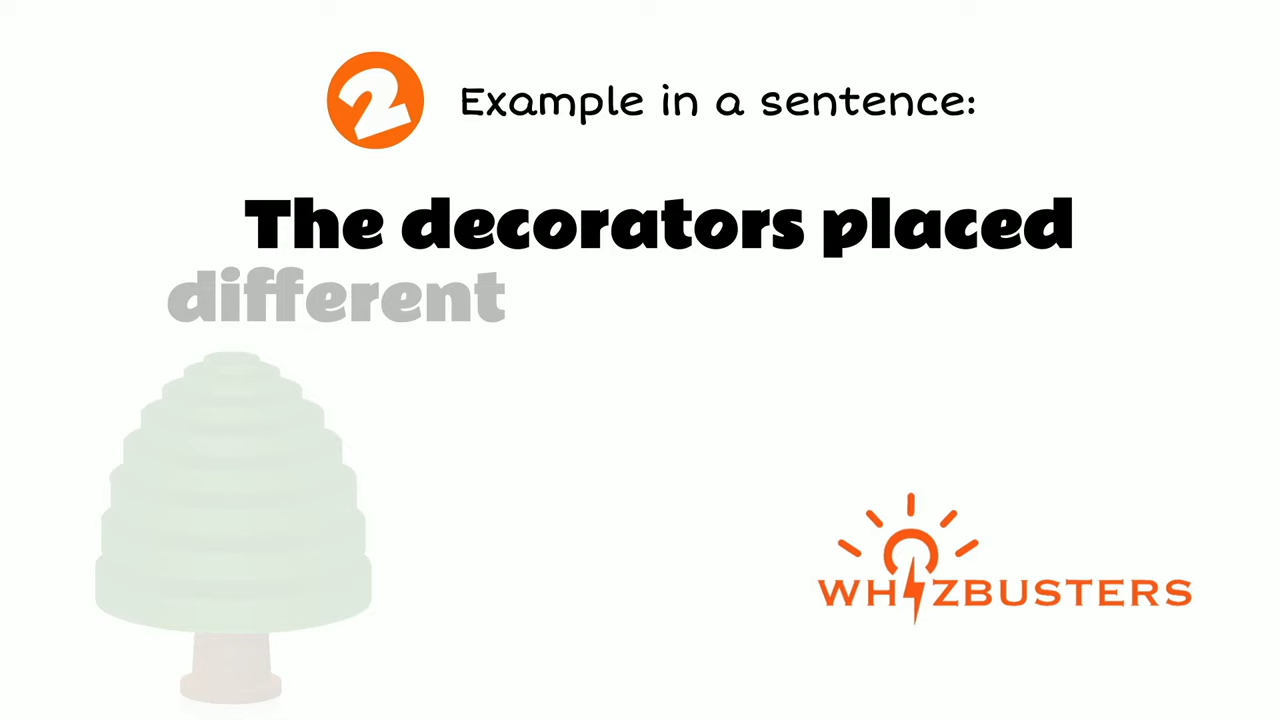 2 Example in a sentence:
The decorators placed
different
WHIZBUSTERS